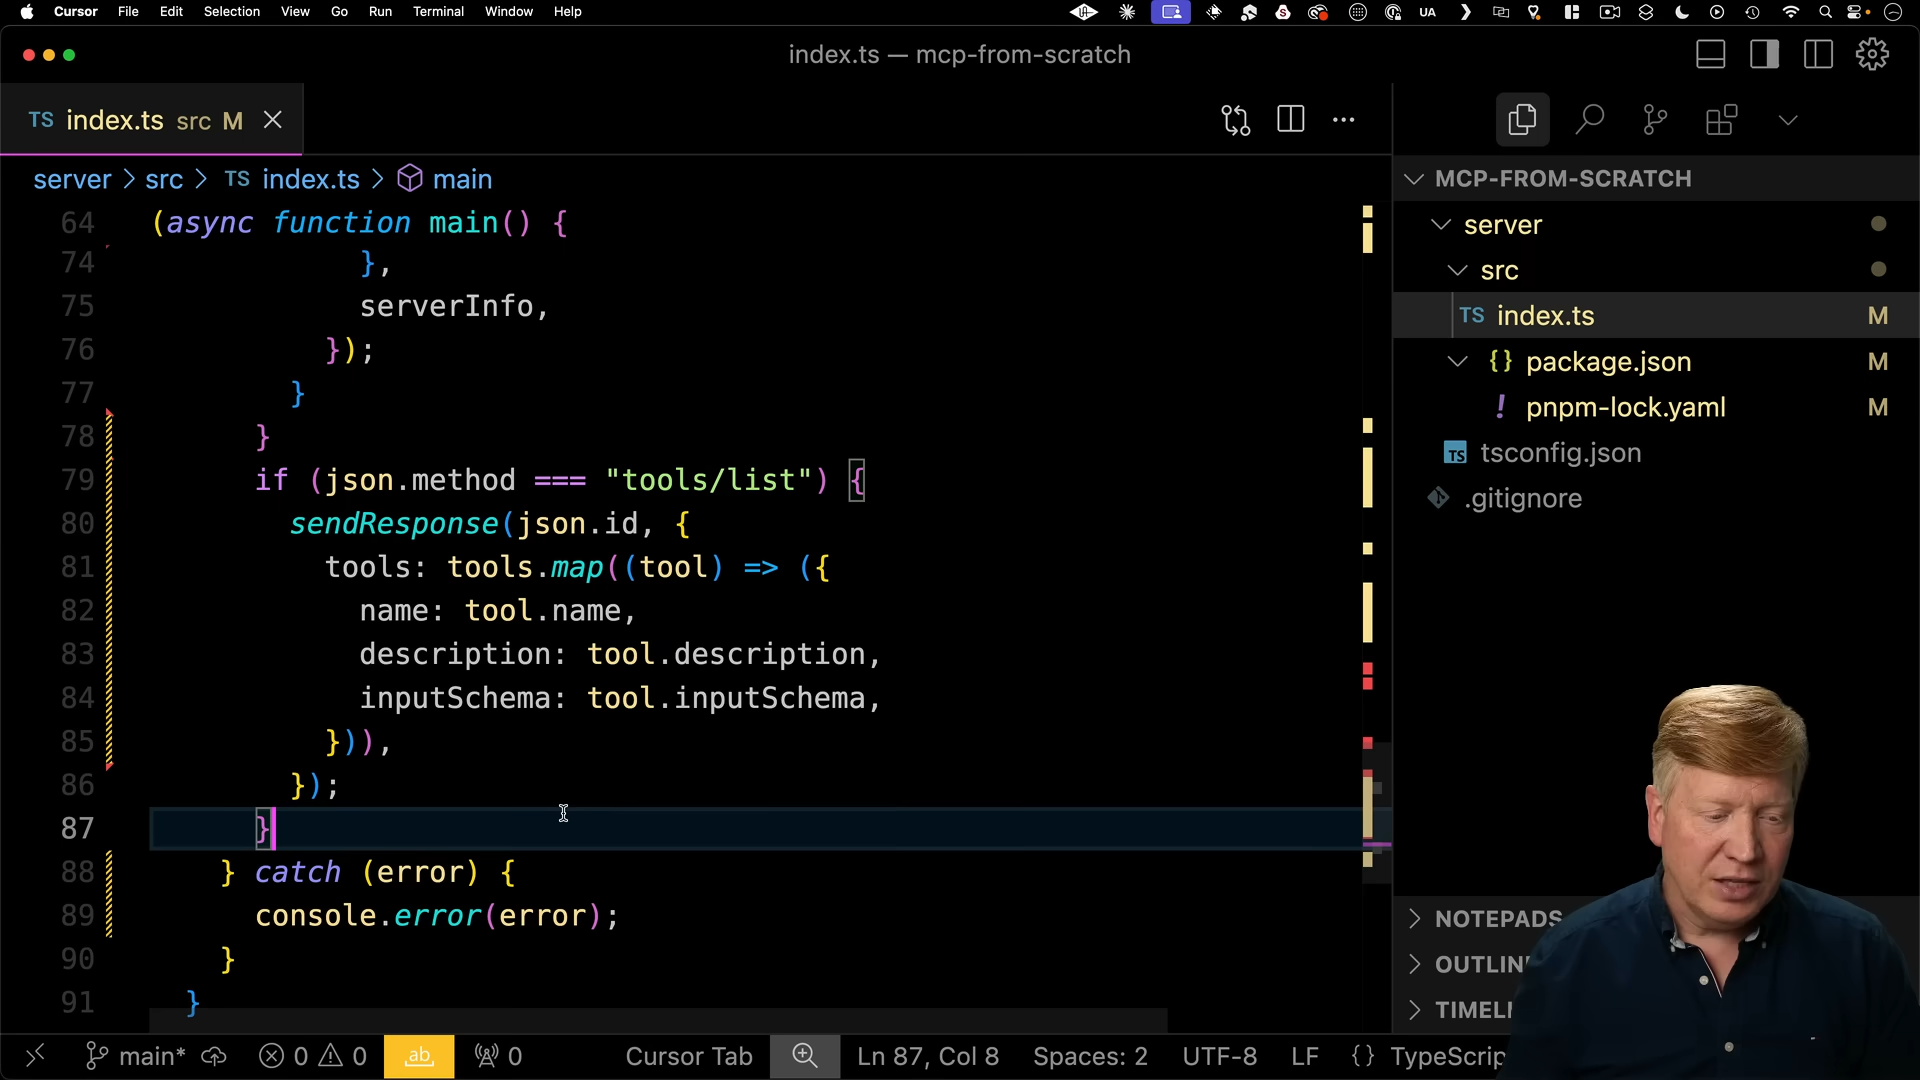 Cursor File Edit Selection View Go Run Terminal Window Help UA
index.ts — mcp-from-scratch
TS index.ts src M
server > src > TS index.ts > main
64 (async function main() {
74 },
75 serverInfo,
76 });
77 }
78 }
79 if (json.method === "tools/list") {
80 sendResponse(json.id, {
81 tools: tools.map((tool) => ({
82 name: tool.name,
83 description: tool.description,
84 inputSchema: tool.inputSchema,
85 })),
86 });
87 }
88 } catch (error) {
89 console.error(error);
90 }
91 }
MCP-FROM-SCRATCH
server
src
TS index.ts M
{} package.json M
! pnpm-lock.yaml M
TS tsconfig.json
.gitignore
NOTEPADS
OUTLIN
TIMEL
main* 0 0 ab 0 Cursor Tab Ln 87, Col 8 Spaces: 2 UTF-8 LF {} TypeScrip